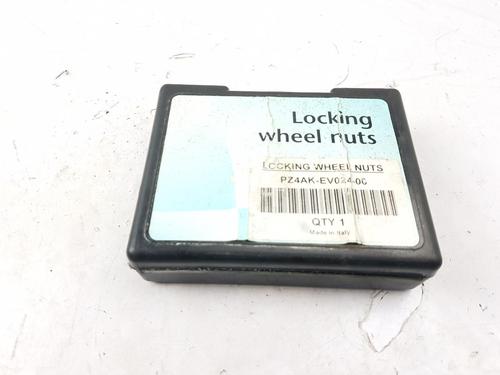 Locking
wheel nuts
LOCKING WHEEL NUTS
PZ4AK-EV024-00
QTY 1
Made in Italy